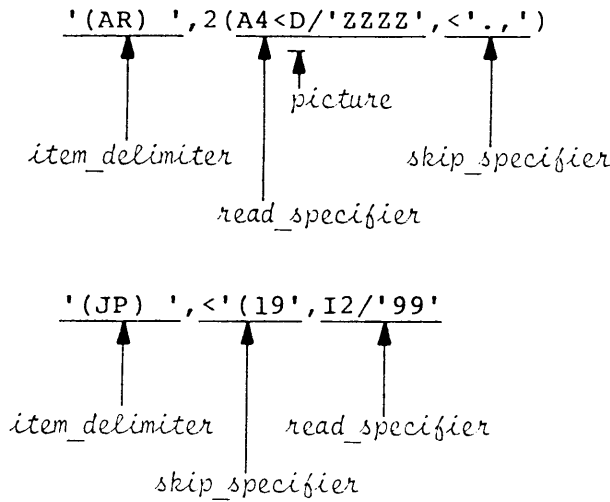 '(AR) ',2(A4<D/'ZZZZ',<'.,')
picture
item_delimiter skip_specifier
read_specifier
'(JP) ',<'(19',I2/'99'
item_delimiter read_specifier
skip_specifier